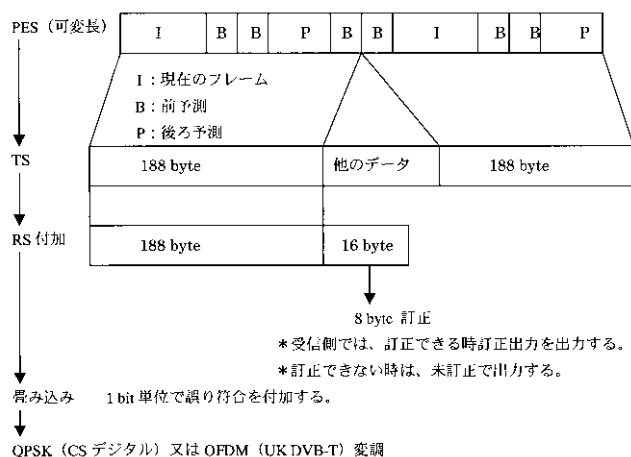 PES（可変長）
I B B P B B I B B P
I：現在のフレーム
B：前予測
P：後ろ予測
TS
188 byte 他のデータ 188 byte
RS 付加
188 byte 16 byte
8 byte 訂正
＊受信側では、訂正できる時訂正出力を出力する。
＊訂正できない時は、未訂正で出力する。
畳み込み 1 bit 単位で誤り符合を付加する。
QPSK（CS デジタル）又は OFDM（UK DVB-T）変調